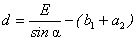 d = E / sin α − ( b₁ + a₂ )